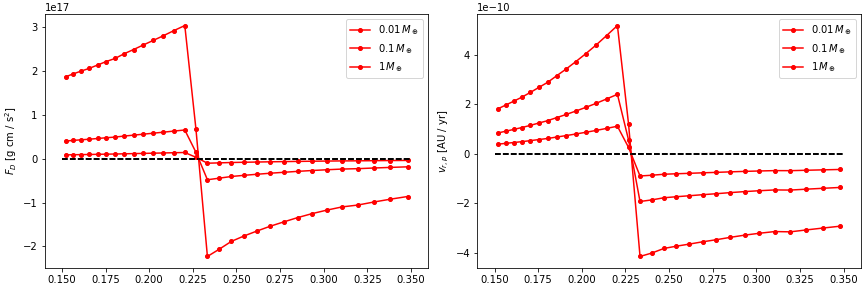 1e17
3
2
1
0
−1
−2
F_D [g cm / s²]
0.01 M⊕
0.1 M⊕
1 M⊕
0.150 0.175 0.200 0.225 0.250 0.275 0.300 0.325 0.350
1e−10
4
2
0
−2
−4
v_{r,p} [AU / yr]
0.01 M⊕
0.1 M⊕
1 M⊕
0.150 0.175 0.200 0.225 0.250 0.275 0.300 0.325 0.350